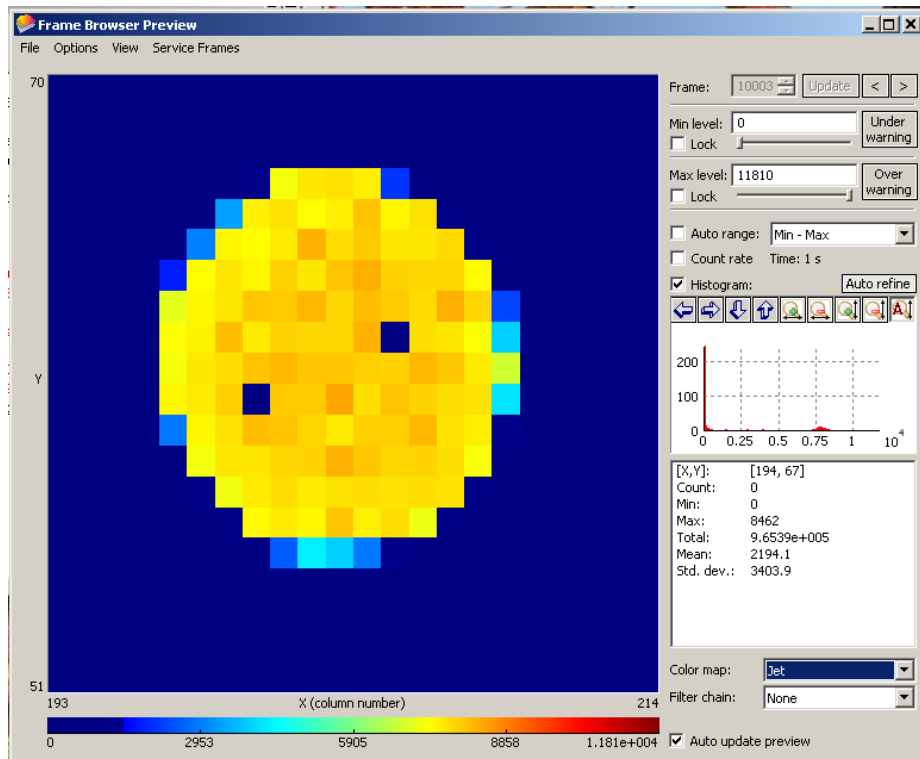 Frame Browser Preview
File Options View Service Frames
Frame: 10003 Update < >
Min level: 0 Under warning
Lock
Max level: 11810 Over warning
Lock
Auto range: Min - Max
Count rate Time: 1 s
Histogram: Auto refine
A
200
100
0
0 0.25 0.5 0.75 1 10^4
[X,Y]: [194, 67]
Count: 0
Min: 0
Max: 8462
Total: 9.6539e+005
Mean: 2194.1
Std. dev.: 3403.9
Color map: Jet
Filter chain: None
Auto update preview
70
Y
51
193 X (column number) 214
0 2953 5905 8858 1.181e+004